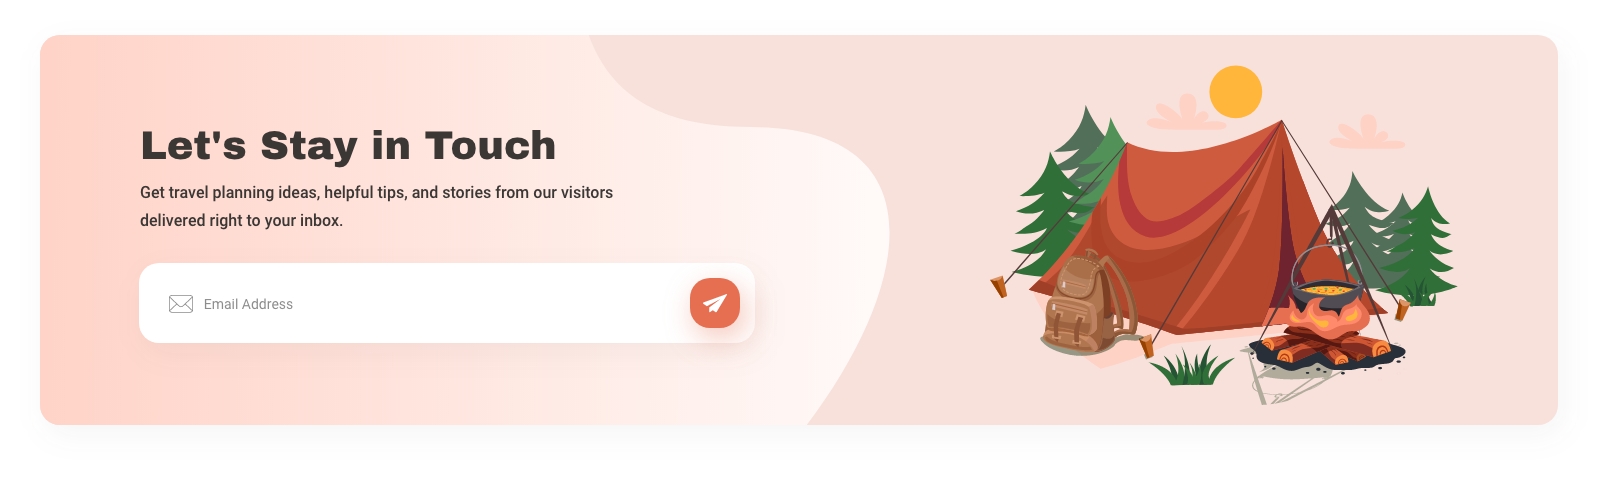 Let's Stay in Touch
Get travel planning ideas, helpful tips, and stories from our visitors
delivered right to your inbox.
Email Address